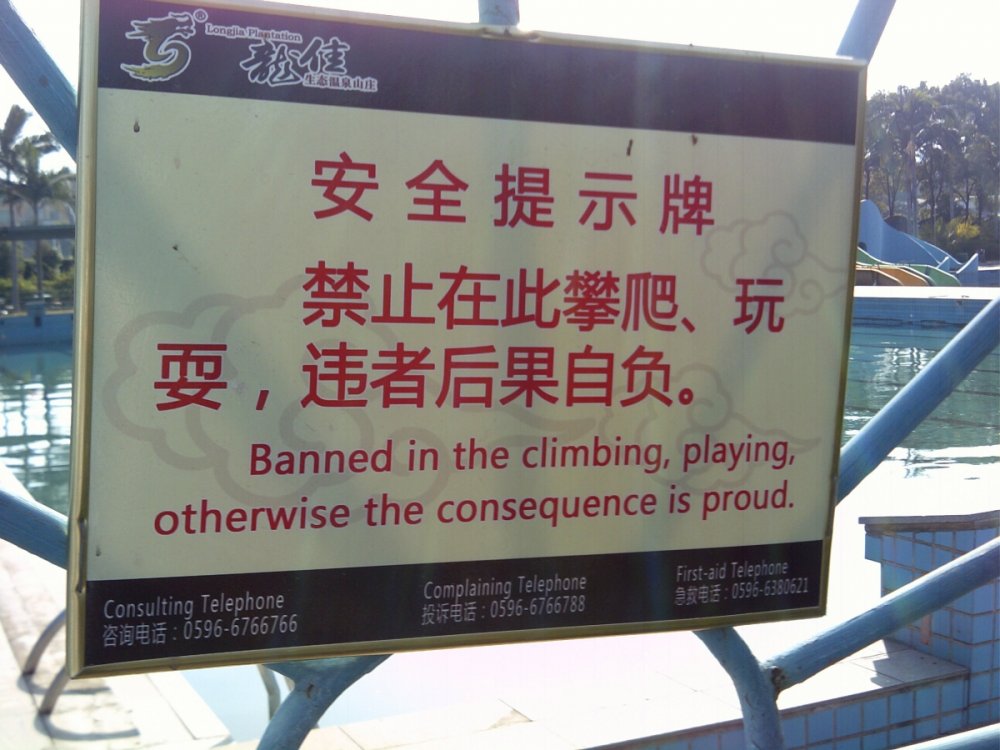 Longjia Plantation
龍佳
生态温泉山庄
安全提示牌
禁止在此攀爬、玩
耍，违者后果自负。
Banned in the climbing, playing,
otherwise the consequence is proud.
Consulting Telephone
咨询电话：0596-6766766
Complaining Telephone
投诉电话：0596-6766788
First-aid Telephone
急救电话：0596-6380621